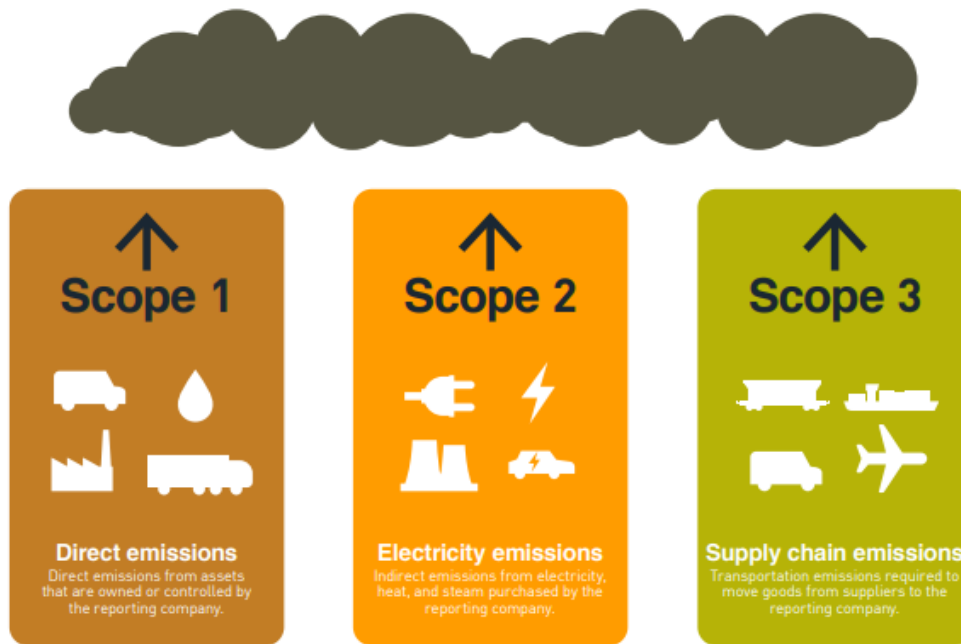 Scope 1
Direct emissions
Direct emissions from assets
that are owned or controlled by
the reporting company.
Scope 2
Electricity emissions
Indirect emissions from electricity,
heat, and steam purchased by the
reporting company.
Scope 3
Supply chain emissions
Transportation emissions required to
move goods from suppliers to the
reporting company.